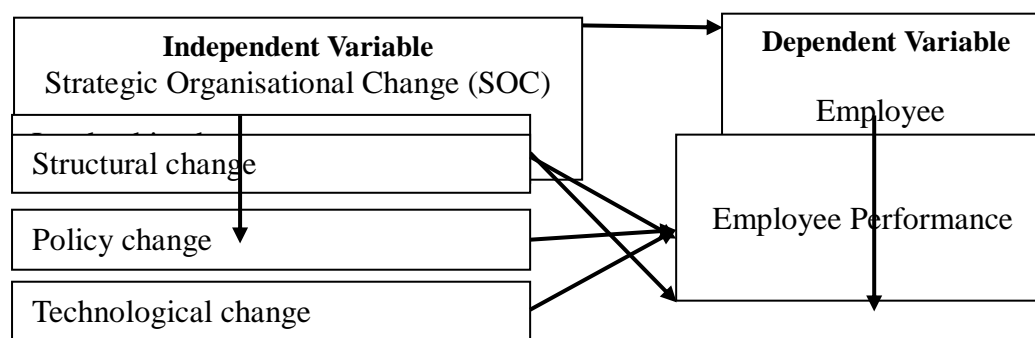 Independent Variable
Strategic Organisational Change (SOC)
Dependent Variable
Employee
Structural change
Policy change
Technological change
Employee Performance